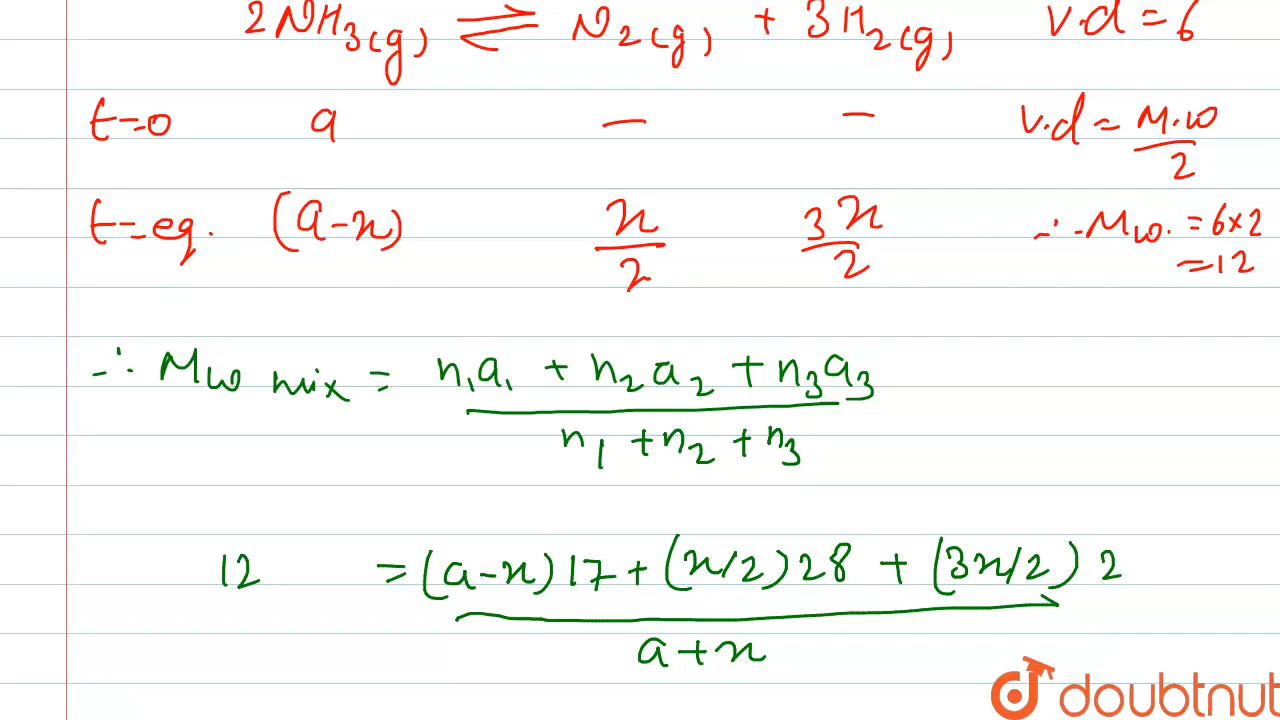 2NH3(g) ⇌ N2(g) + 3H2(g) V.d = 6
t=0 a — — V.d = M.w/2
t=eq. (a-x) x/2 3x/2 ∴ Mw. = 6×2
=12
∴ Mw mix = n1a1 + n2a2 + n3a3
n1 + n2 + n3
12 = (a-x)17 + (x/2)28 + (3x/2)2
a+x
doubtnut